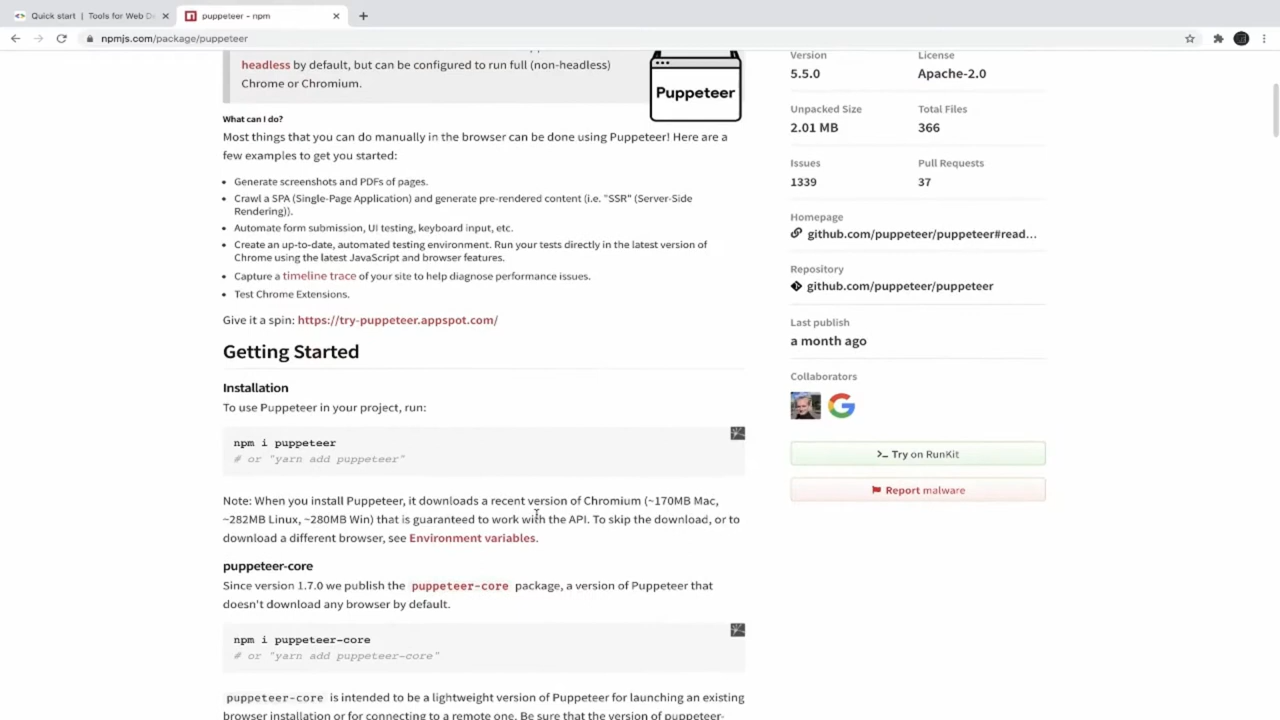 Quick start | Tools for Web De
puppeteer - npm
npmjs.com/package/puppeteer
headless by default, but can be configured to run full (non-headless)
Chrome or Chromium.
Puppeteer
What can I do?
Most things that you can do manually in the browser can be done using Puppeteer! Here are a
few examples to get you started:
• Generate screenshots and PDFs of pages.
• Crawl a SPA (Single-Page Application) and generate pre-rendered content (i.e. "SSR" (Server-Side
Rendering)).
• Automate form submission, UI testing, keyboard input, etc.
• Create an up-to-date, automated testing environment. Run your tests directly in the latest version of
Chrome using the latest JavaScript and browser features.
• Capture a timeline trace of your site to help diagnose performance issues.
• Test Chrome Extensions.
Give it a spin: https://try-puppeteer.appspot.com/
Getting Started
Installation
To use Puppeteer in your project, run:
npm i puppeteer
# or "yarn add puppeteer"
Note: When you install Puppeteer, it downloads a recent version of Chromium (~170MB Mac,
~282MB Linux, ~280MB Win) that is guaranteed to work with the API. To skip the download, or to
download a different browser, see Environment variables.
puppeteer-core
Since version 1.7.0 we publish the puppeteer-core package, a version of Puppeteer that
doesn't download any browser by default.
npm i puppeteer-core
# or "yarn add puppeteer-core"
puppeteer-core is intended to be a lightweight version of Puppeteer for launching an existing
browser installation or for connecting to a remote one. Be sure that the version of puppeteer-
Version License
5.5.0 Apache-2.0
Unpacked Size Total Files
2.01 MB 366
Issues Pull Requests
1339 37
Homepage
github.com/puppeteer/puppeteer#read...
Repository
github.com/puppeteer/puppeteer
Last publish
a month ago
Collaborators
>_ Try on RunKit
Report malware